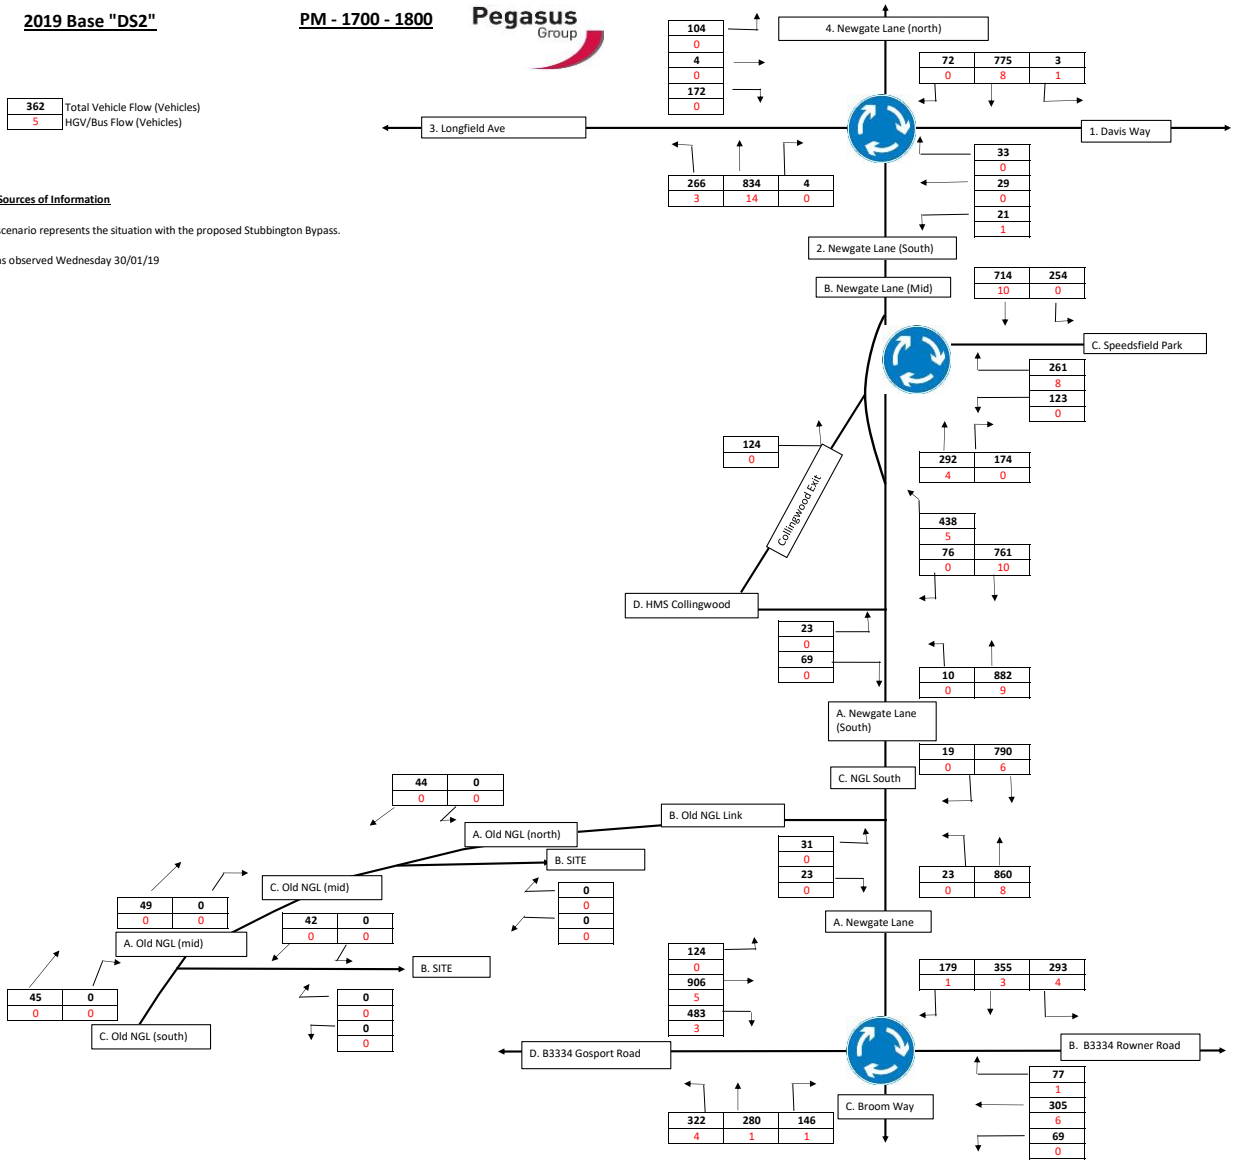 2019 Base "DS2"
PM - 1700 - 1800
Pegasus
Group
362 Total Vehicle Flow (Vehicles)
5 HGV/Bus Flow (Vehicles)
Sources of Information
scenario represents the situation with the proposed Stubbington Bypass.
observed Wednesday 30/01/19
104
0
4
0
172
0
4. Newgate Lane (north)
72 775 3
0 8 1
3. Longfield Ave
1. Davis Way
266 834 4
3 14 0
33
0
29
0
21
1
2. Newgate Lane (South)
B. Newgate Lane (Mid)
714 254
10 0
C. Speedsfield Park
261
8
123
0
124
0
292 174
4 0
Collingwood Exit
438
5
76 761
0 10
D. HMS Collingwood
23
0
69
0
10 882
0 9
A. Newgate Lane
(South)
19 790
0 6
C. NGL South
44 0
0 0
B. Old NGL Link
A. Old NGL (north)
31
0
23
0
23 860
0 8
B. SITE
C. Old NGL (mid)
0
0
0
0
49 0
0 0
42 0
0 0
A. Newgate Lane
A. Old NGL (mid)
B. SITE
45 0
0 0
0
0
0
0
C. Old NGL (south)
124
0
906
5
483
3
179 355 293
1 3 4
D. B3334 Gosport Road
B. B3334 Rowner Road
C. Broom Way
322 280 146
4 1 1
77
1
305
6
69
0